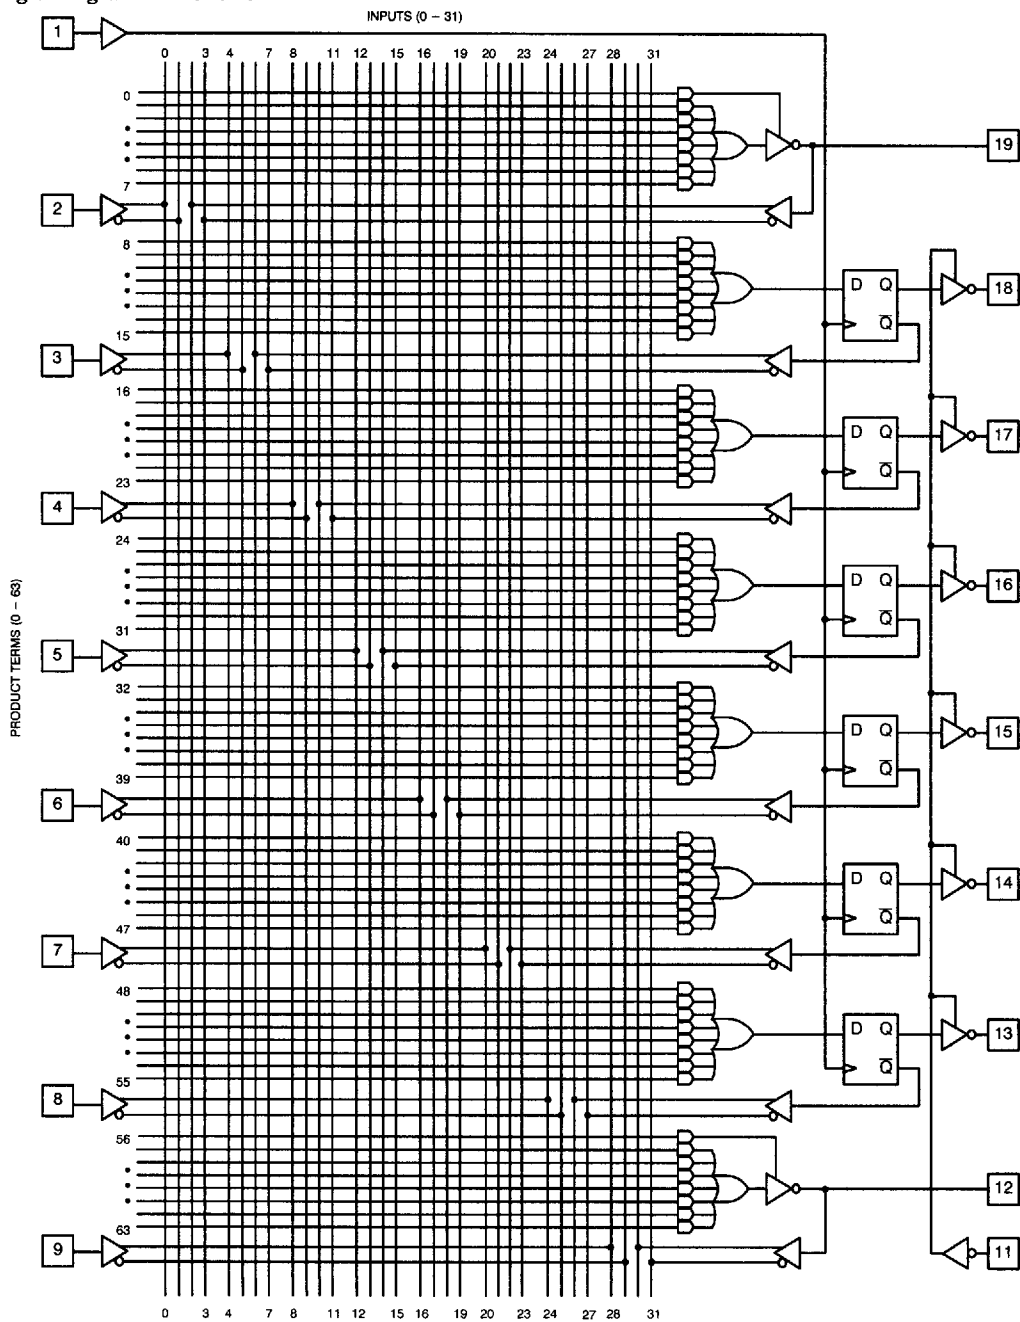 INPUTS (0 – 31)
1
0 3 4 7 8 11 12 15 16 19 20 23 24 27 28 31
0
19
7
2
8
18
D Q
Q̅
15
3
16
17
D Q
Q̅
23
4
24
16
D Q
Q̅
31
5
PRODUCT TERMS (0 – 63)
32
15
D Q
Q̅
39
6
40
14
D Q
Q̅
47
7
48
13
D Q
Q̅
55
8
56
12
63
9
11
0 3 4 7 8 11 12 15 16 19 20 23 24 27 28 31